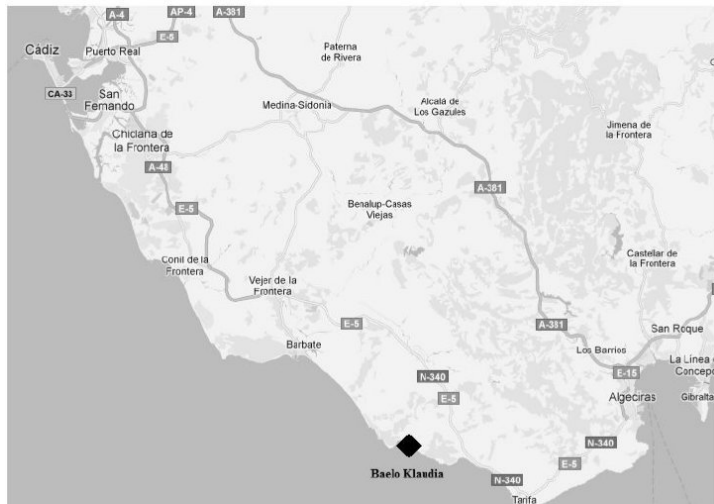 A-4
AP-4
A-381
E-5
Cádiz
Puerto Real
Paterna
de Rivera
CA-33
San
Fernando
Medina-Sidonia
Alcalá de
Los Gazules
Jimena de
la Frontera
Chiclana de
la Frontera
A-48
A-381
E-5
Benalup-Casas
Viejas
Conil de la
Frontera
Castellar de
la Frontera
Vejer de la
Frontera
E-5
A-381
San Roque
Barbate
Los Barrios
La Línea
Concepc
E-15
N-340
E-5
Algeciras
Gibralta
N-340
E-5
Baelo Klaudia
N-340
Tarifa